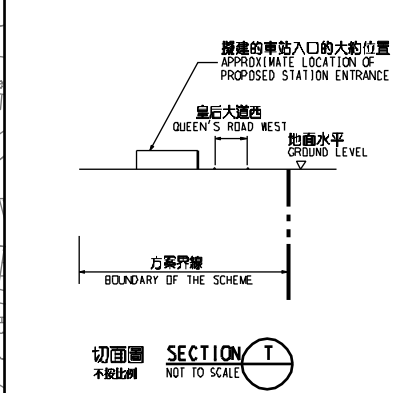 擬建的車站入口的大約位置
APPROXIMATE LOCATION OF
PROPOSED STATION ENTRANCE
皇后大道西
QUEEN'S ROAD WEST
地面水平
GROUND LEVEL
方案界線
BOUNDARY OF THE SCHEME
切面圖 SECTION T
不按比例 NOT TO SCALE